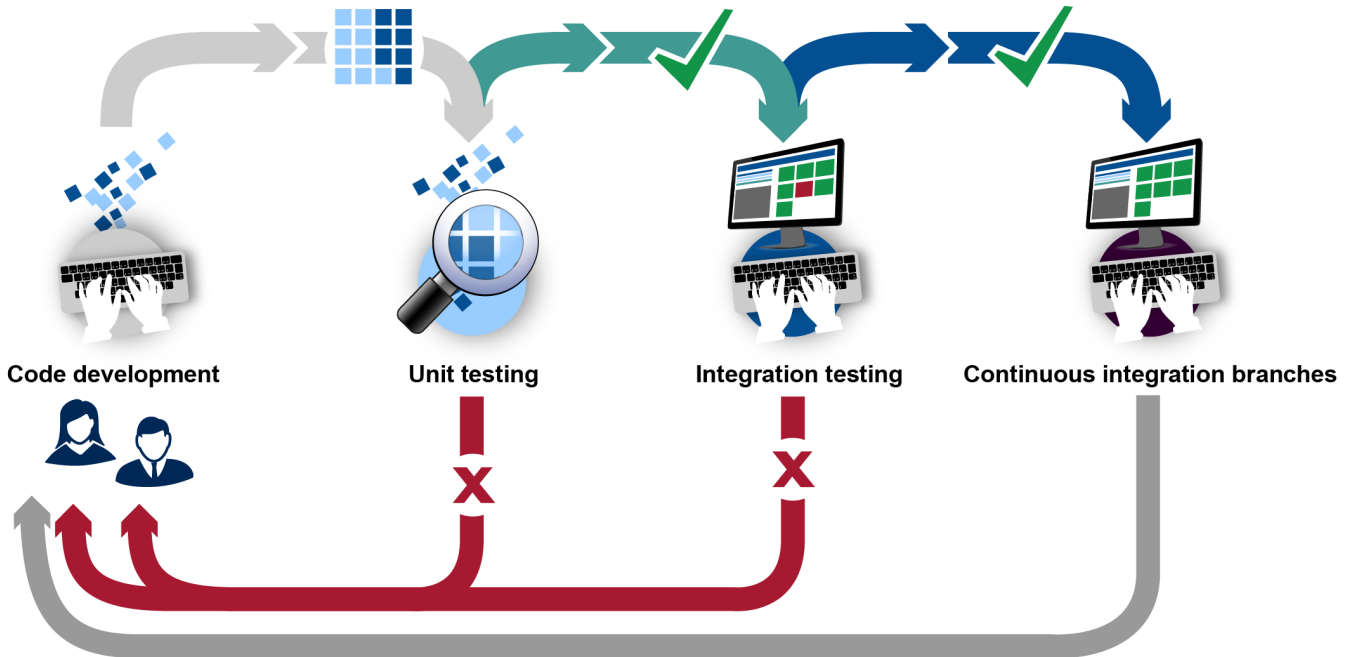 Code development
Unit testing
Integration testing
Continuous integration branches
X
X